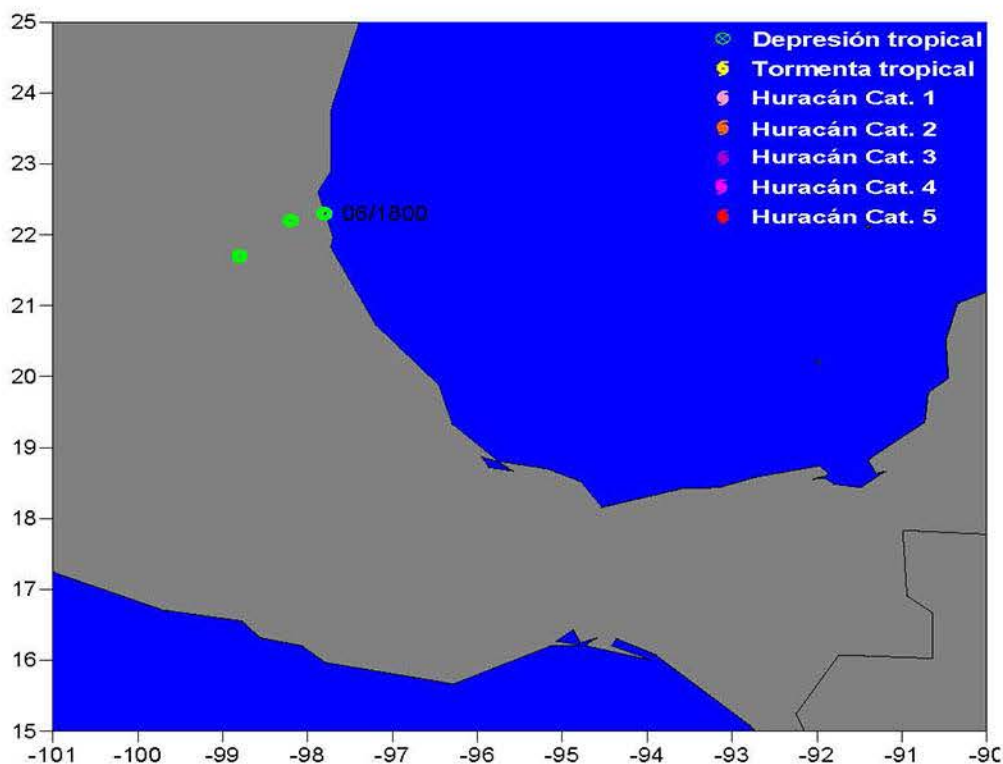 25
24
23
22
21
20
19
18
17
16
15
Depresión tropical
Tormenta tropical
Huracán Cat. 1
Huracán Cat. 2
Huracán Cat. 3
Huracán Cat. 4
Huracán Cat. 5
06/1800
-101 -100 -99 -98 -97 -96 -95 -94 -93 -92 -91 -90